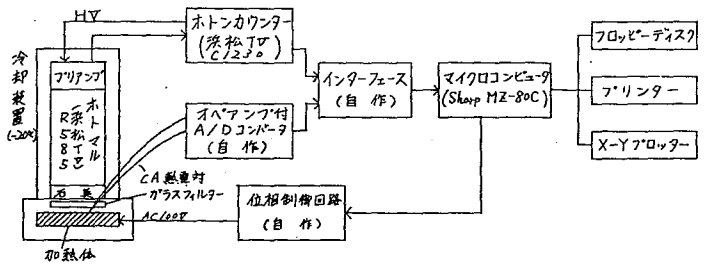 HV
冷却装置
(-20℃)
プリアンプ
ホトマル
(浜松TV
R585)
石英
ガラスフィルター
CA熱電対
加熱体
AC100V
ホトンカウンター
(浜松TV
C1230)
オペアンプ付
A/Dコンバータ
(自作)
インターフェース
(自作)
マイクロコンピュータ
(Sharp MZ-80C)
位相制御回路
(自作)
フロッピーディスク
プリンター
X-Yプロッター